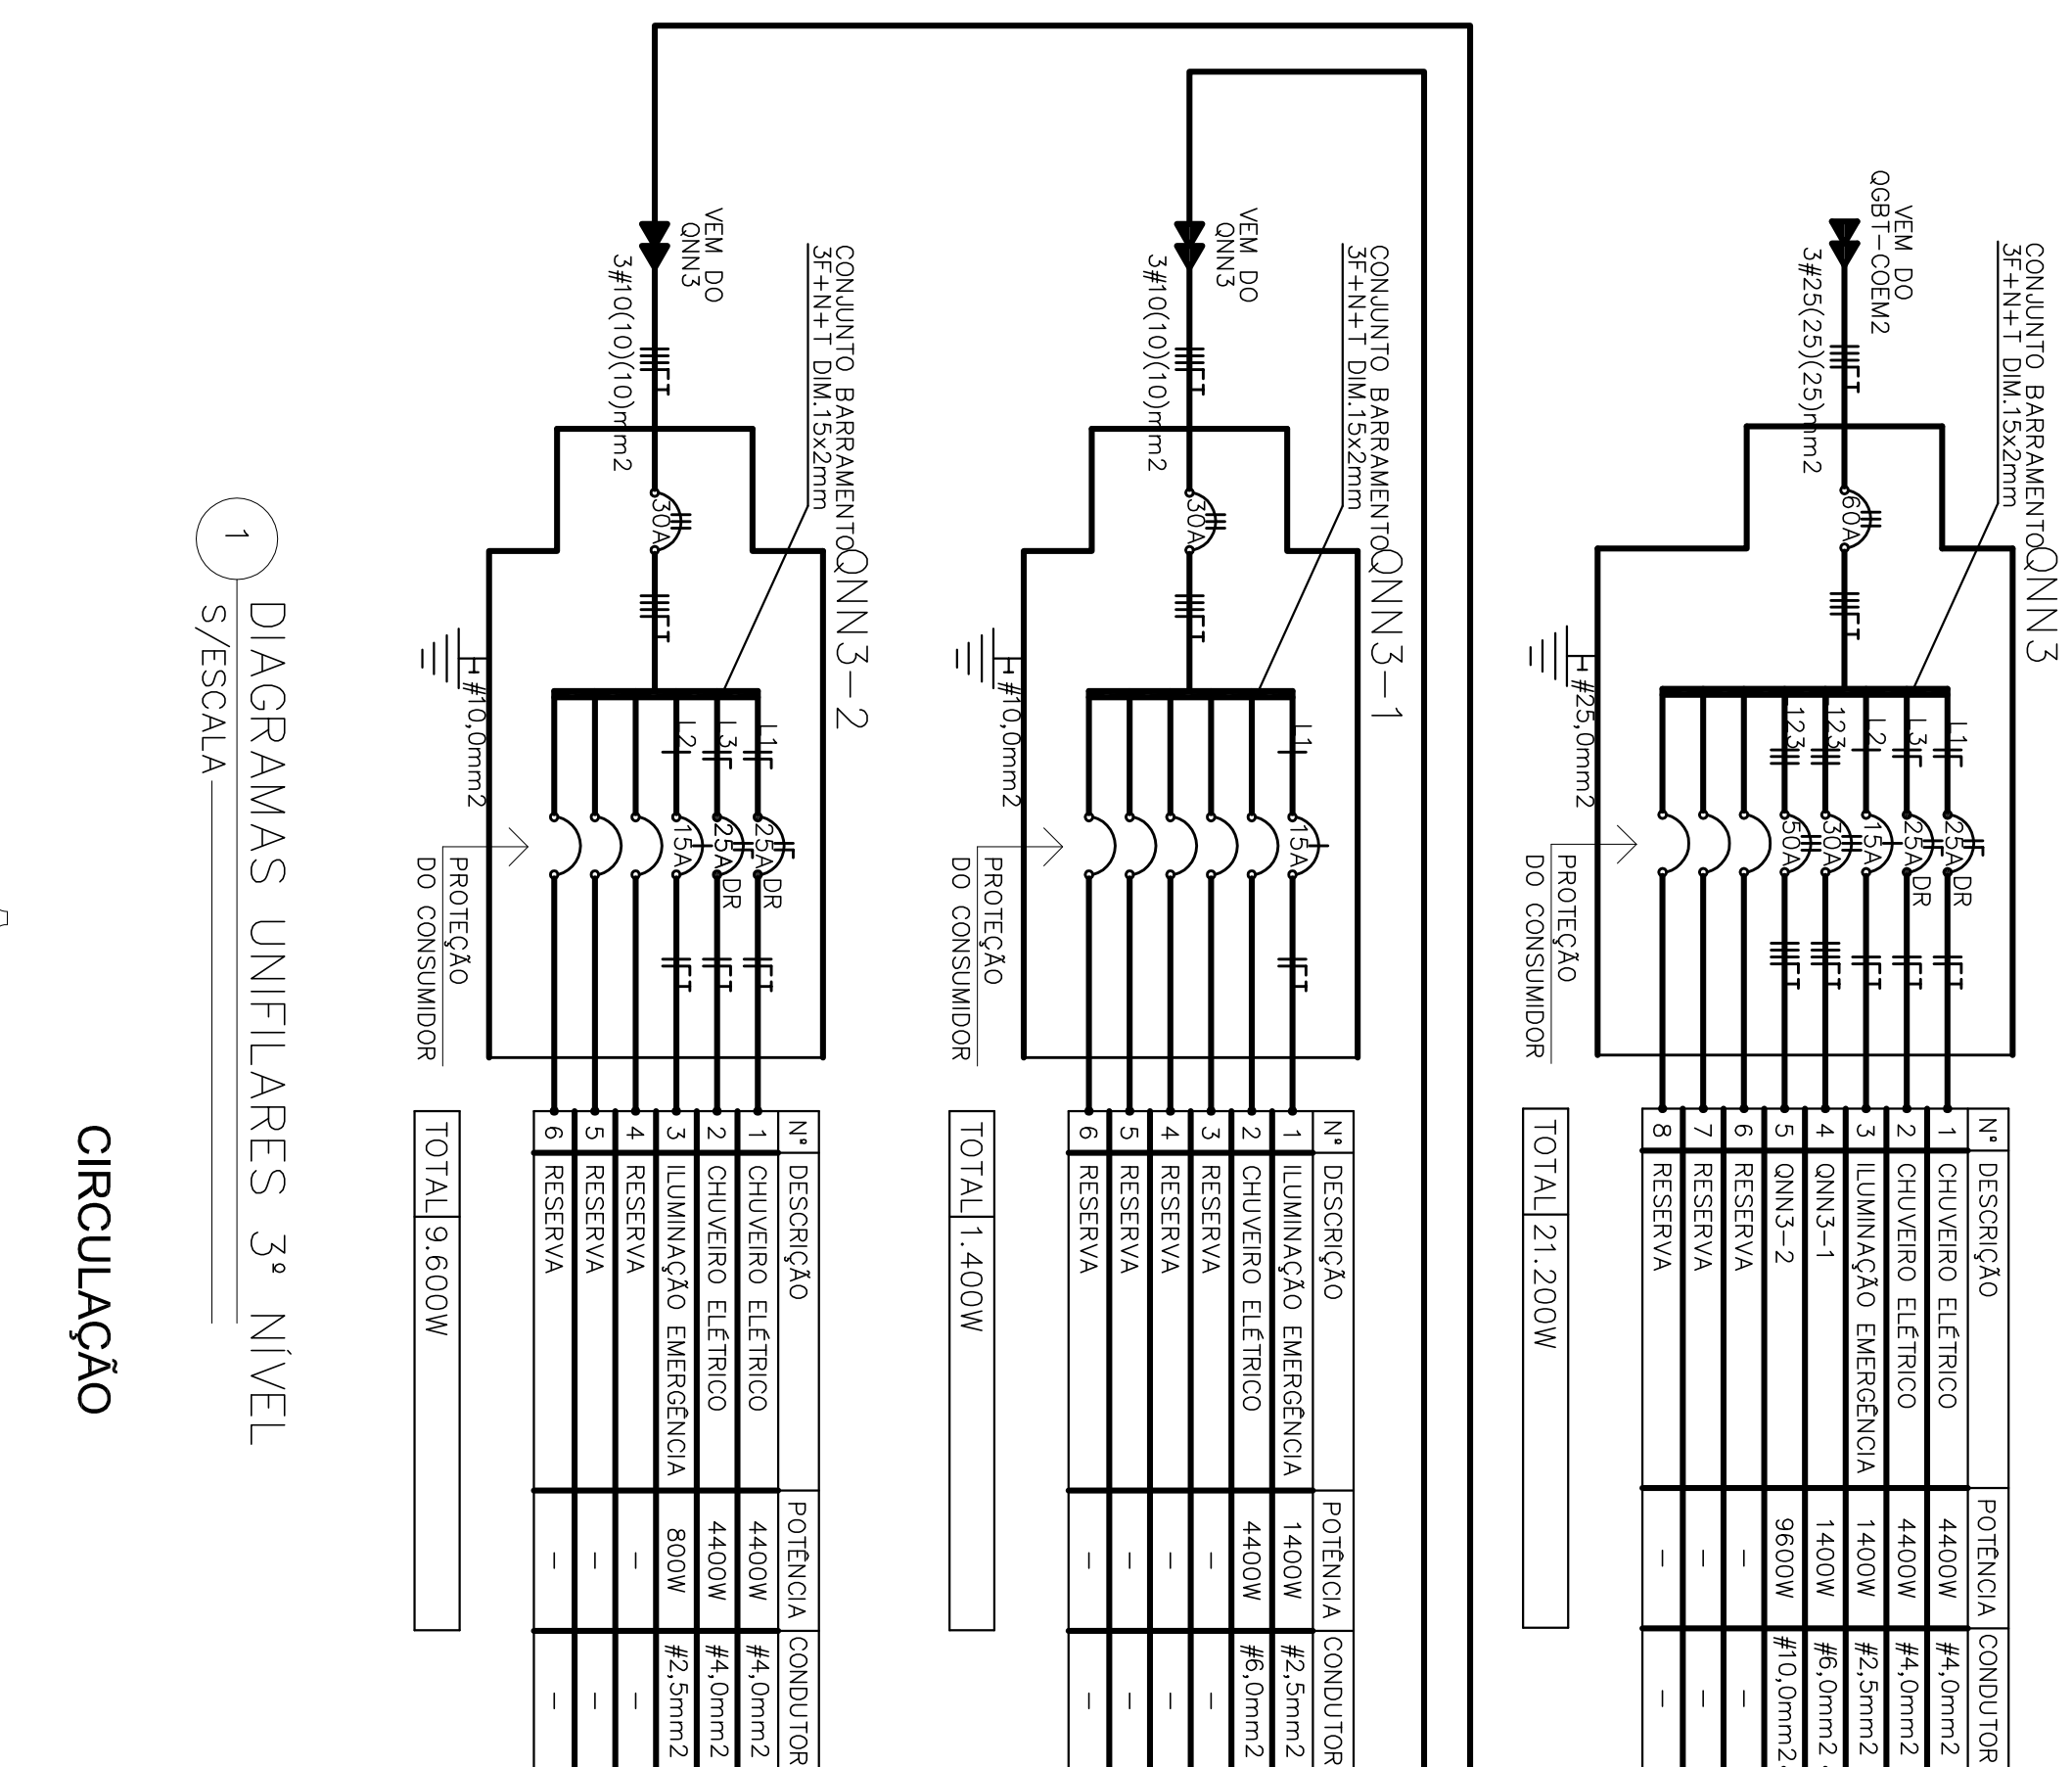 QNN3
CONJUNTO BARRAMENTO
3F+N+T DIM.15x2mm
VEM DO
QGBT-COEM2
3#25(25)(25)mm2
60A
#25,0mm2
L1
L3
L2
123
123
25A
25A
15A
30A
50A
DR
DR
PROTEÇÃO
DO CONSUMIDOR
Nº DESCRIÇÃO POTÊNCIA CONDUTOR
1 CHUVEIRO ELÉTRICO 4400W #4,0mm2
2 CHUVEIRO ELÉTRICO 4400W #4,0mm2
3 ILUMINAÇÃO EMERGÊNCIA 1400W #2,5mm2
4 QNN3-1 1400W #6,0mm2
5 QNN3-2 9600W #10,0mm2
6 RESERVA - -
7 RESERVA - -
8 RESERVA - -
TOTAL 21.200W
QNN3-1
CONJUNTO BARRAMENTO
3F+N+T DIM.15x2mm
VEM DO
QNN3
3#10(10)(10)mm2
30A
#10,0mm2
L1
15A
PROTEÇÃO
DO CONSUMIDOR
Nº DESCRIÇÃO POTÊNCIA CONDUTOR
1 ILUMINAÇÃO EMERGÊNCIA 1400W #2,5mm2
2 CHUVEIRO ELÉTRICO 4400W #6,0mm2
3 RESERVA - -
4 RESERVA - -
5 RESERVA - -
6 RESERVA - -
TOTAL 1.400W
QNN3-2
CONJUNTO BARRAMENTO
3F+N+T DIM.15x2mm
VEM DO
QNN3
3#10(10)(10)mm2
30A
#10,0mm2
L1
L3
L2
25A
25A
15A
DR
DR
PROTEÇÃO
DO CONSUMIDOR
Nº DESCRIÇÃO POTÊNCIA CONDUTOR
1 CHUVEIRO ELÉTRICO 4400W #4,0mm2
2 CHUVEIRO ELÉTRICO 4400W #4,0mm2
3 ILUMINAÇÃO EMERGÊNCIA 800W #2,5mm2
4 RESERVA - -
5 RESERVA - -
6 RESERVA - -
TOTAL 9.600W
1 DIAGRAMAS UNIFILARES 3º NÍVEL
S/ESCALA
CIRCULAÇÃO